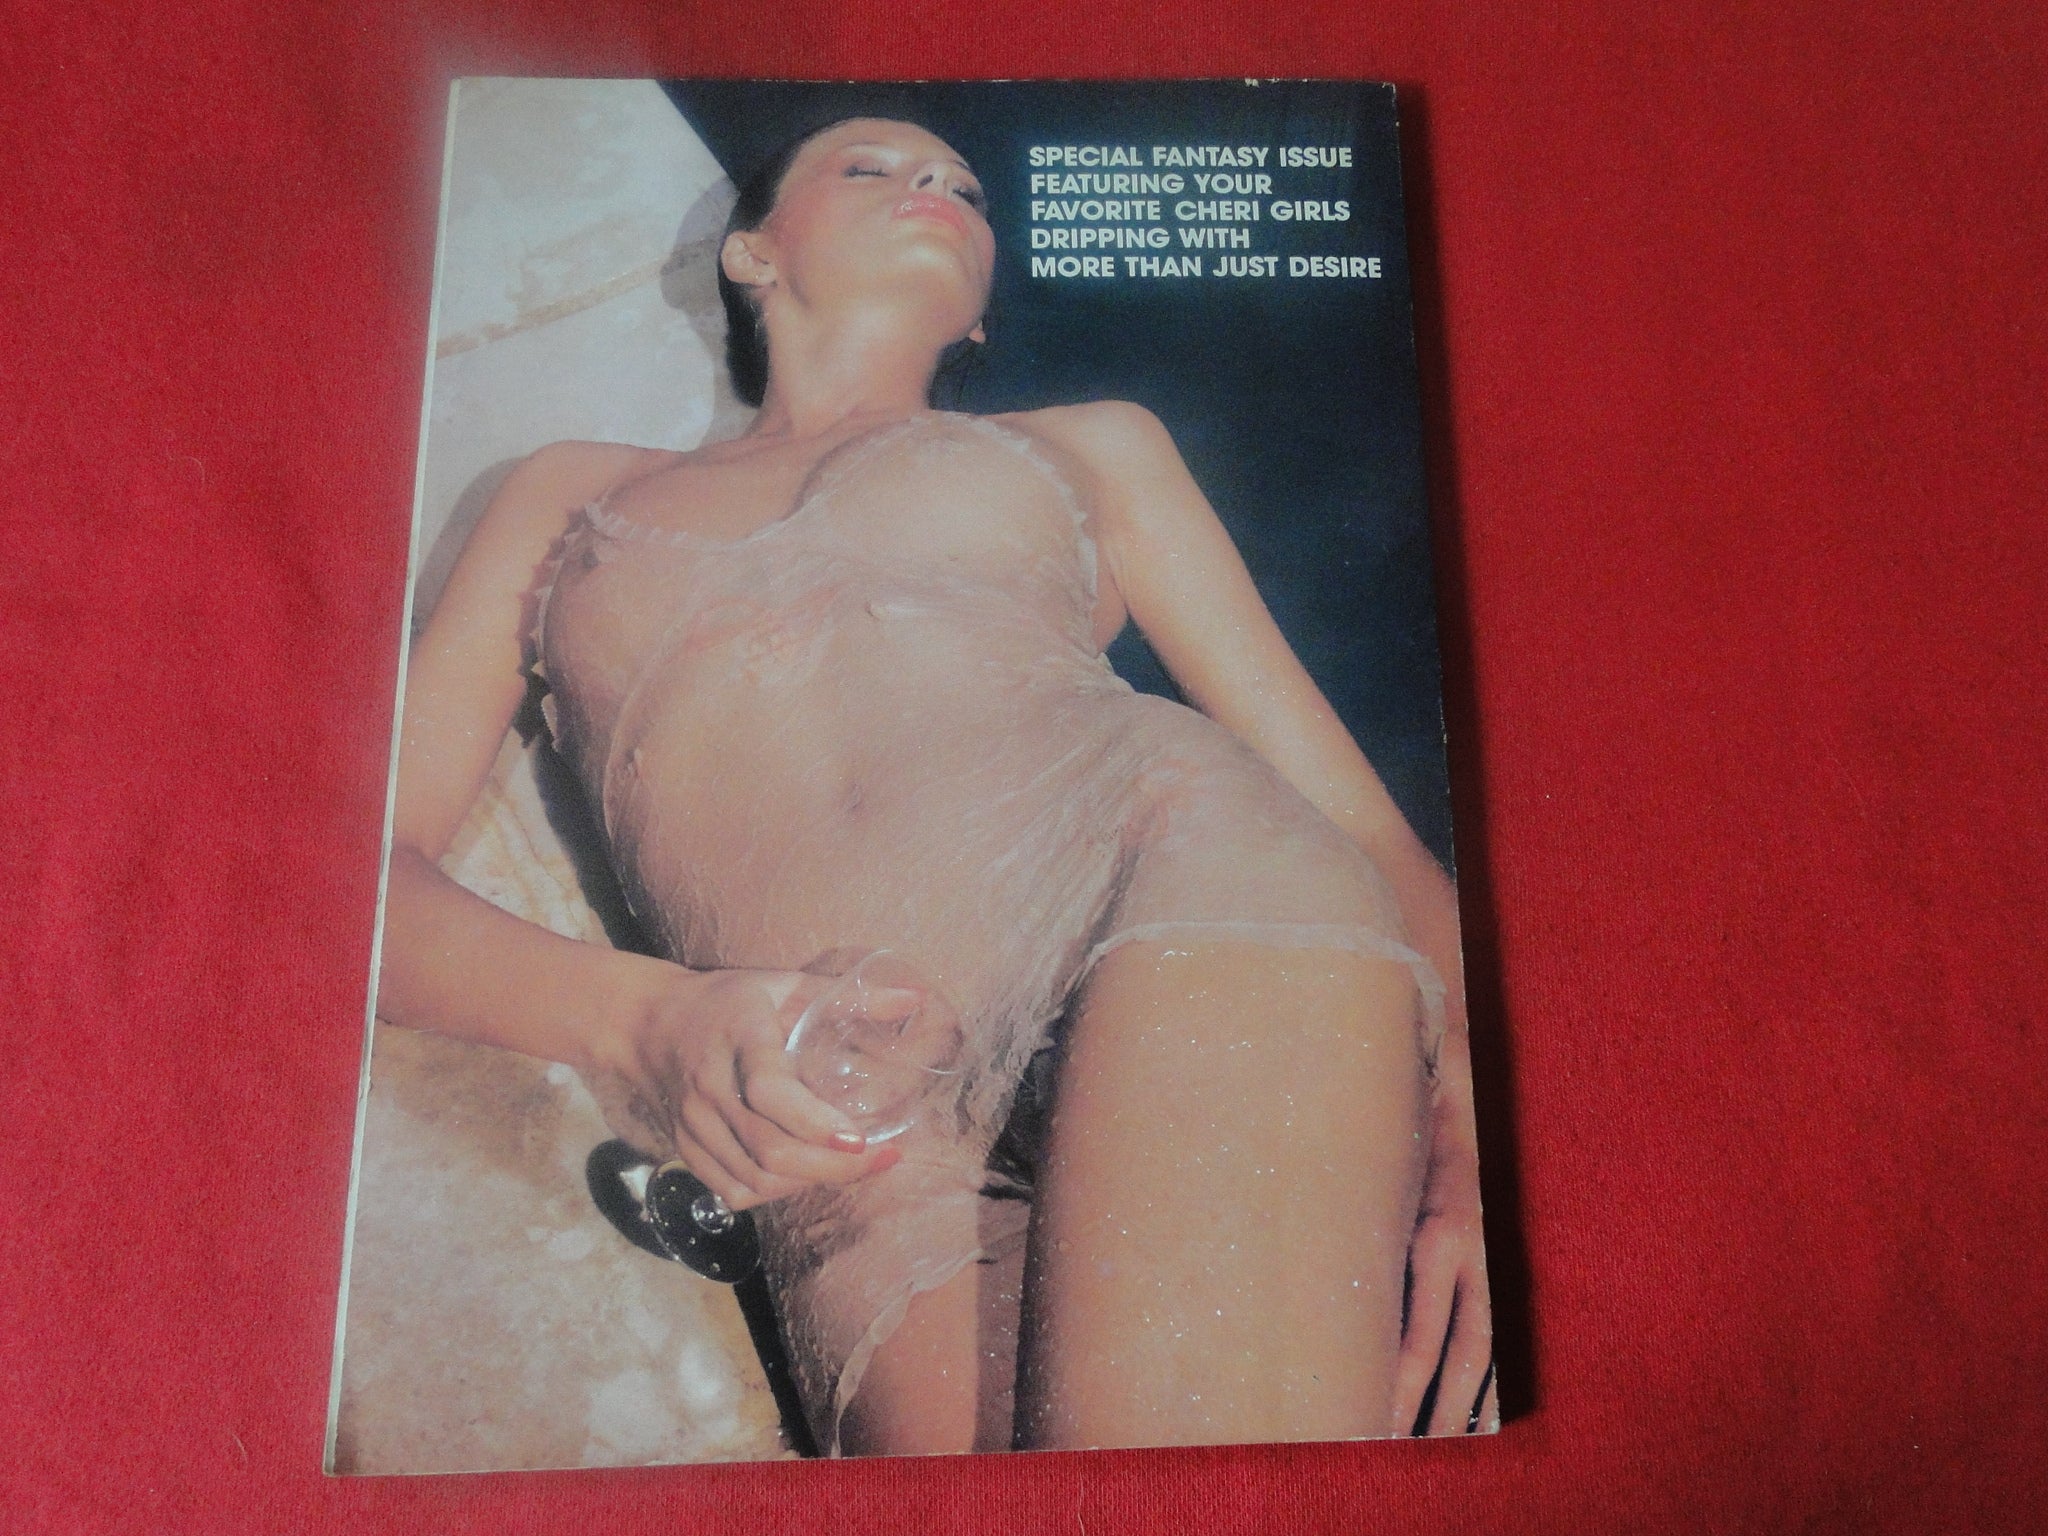 SPECIAL FANTASY ISSUE
FEATURING YOUR
FAVORITE CHERI GIRLS
DRIPPING WITH
MORE THAN JUST DESIRE